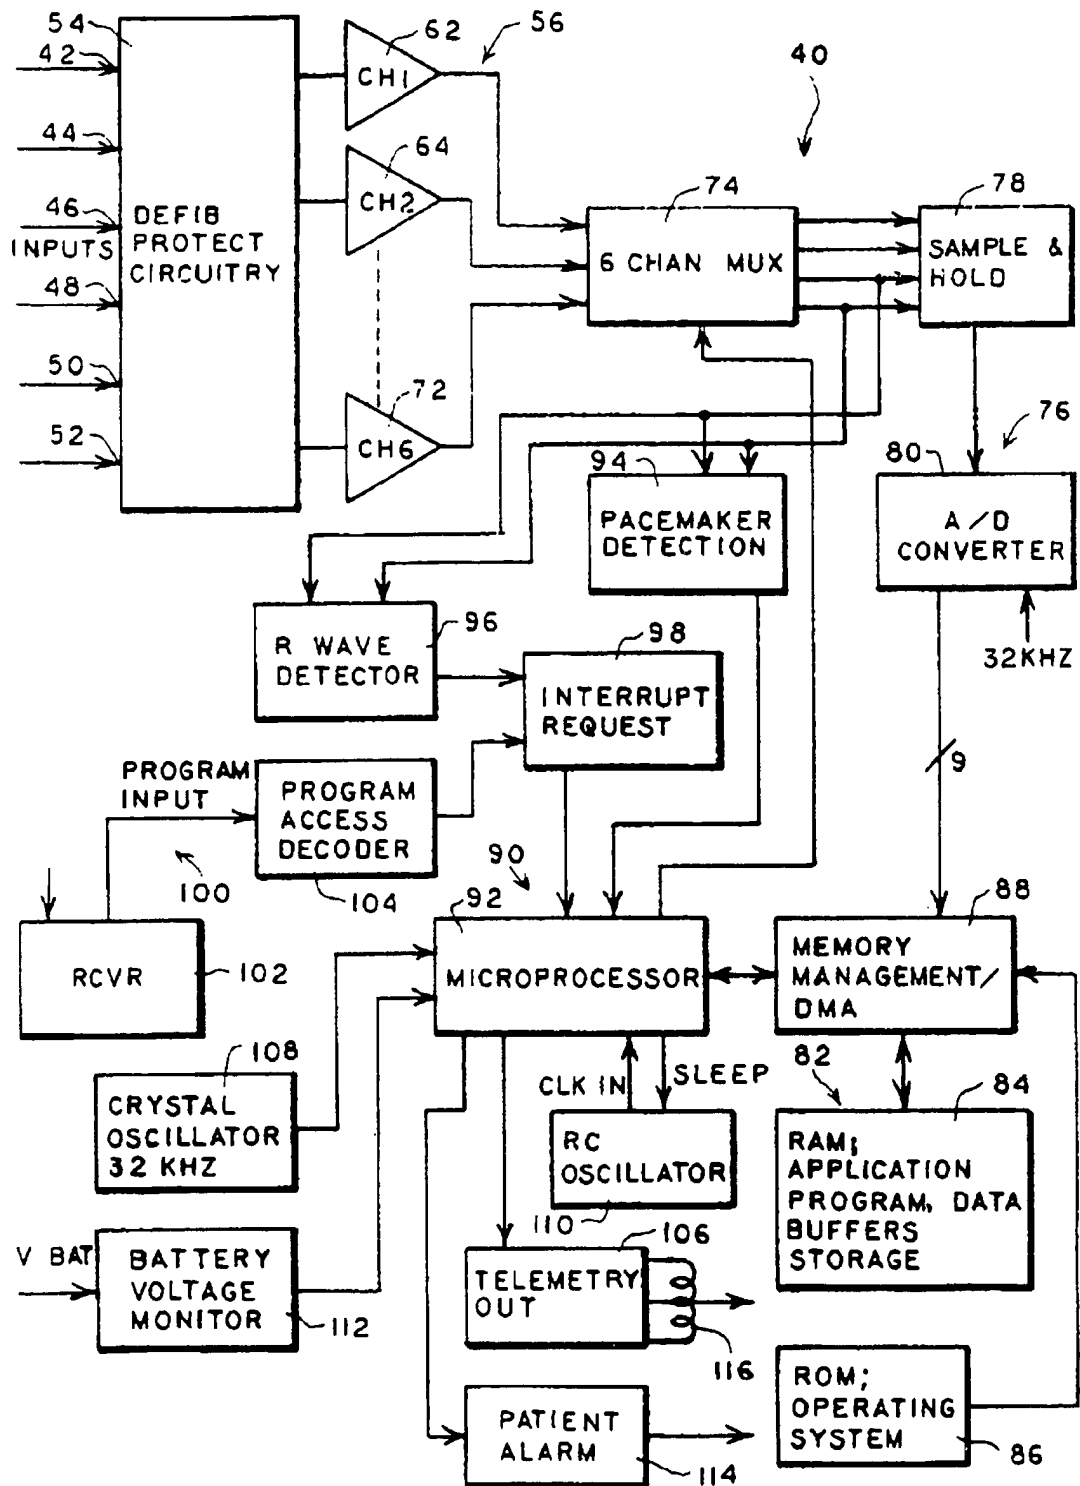 54
42
44
46
INPUTS
48
50
52
DEFIB
PROTECT
CIRCUITRY
62
CH1
56
64
CH2
72
CH6
40
74
6 CHAN MUX
78
SAMPLE &
HOLD
76
80
A/D
CONVERTER
32KHZ
9
94
PACEMAKER
DETECTION
96
R WAVE
DETECTOR
98
INTERRUPT
REQUEST
PROGRAM
INPUT
100
PROGRAM
ACCESS
DECODER
104
RCVR
102
90
92
MICROPROCESSOR
88
MEMORY
MANAGEMENT/
DMA
108
CRYSTAL
OSCILLATOR
32 KHZ
CLK IN
SLEEP
RC
OSCILLATOR
110
82
84
RAM;
APPLICATION
PROGRAM, DATA
BUFFERS
STORAGE
V BAT
BATTERY
VOLTAGE
MONITOR
112
106
TELEMETRY
OUT
116
PATIENT
ALARM
114
ROM;
OPERATING
SYSTEM
86